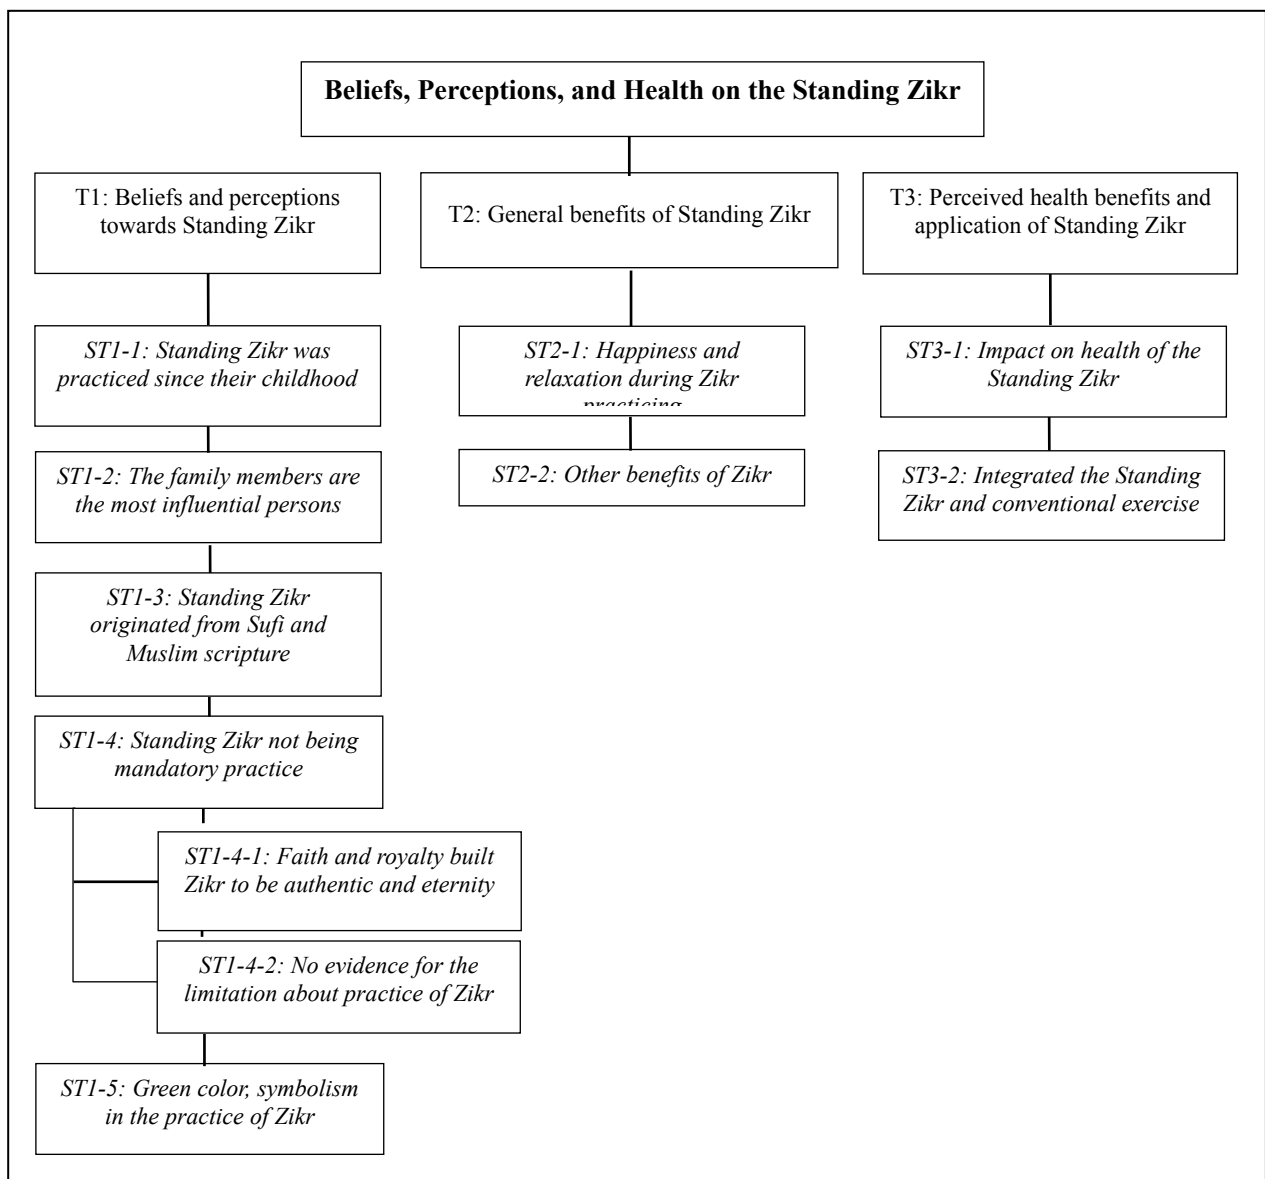 Beliefs, Perceptions, and Health on the Standing Zikr
T1: Beliefs and perceptions
towards Standing Zikr
ST1-1: Standing Zikr was
practiced since their childhood
ST1-2: The family members are
the most influential persons
ST1-3: Standing Zikr
originated from Sufi and
Muslim scripture
ST1-4: Standing Zikr not being
mandatory practice
ST1-4-1: Faith and royalty built
Zikr to be authentic and eternity
ST1-4-2: No evidence for the
limitation about practice of Zikr
ST1-5: Green color, symbolism
in the practice of Zikr
T2: General benefits of Standing Zikr
ST2-1: Happiness and
relaxation during Zikr
practicing
ST2-2: Other benefits of Zikr
T3: Perceived health benefits and
application of Standing Zikr
ST3-1: Impact on health of the
Standing Zikr
ST3-2: Integrated the Standing
Zikr and conventional exercise